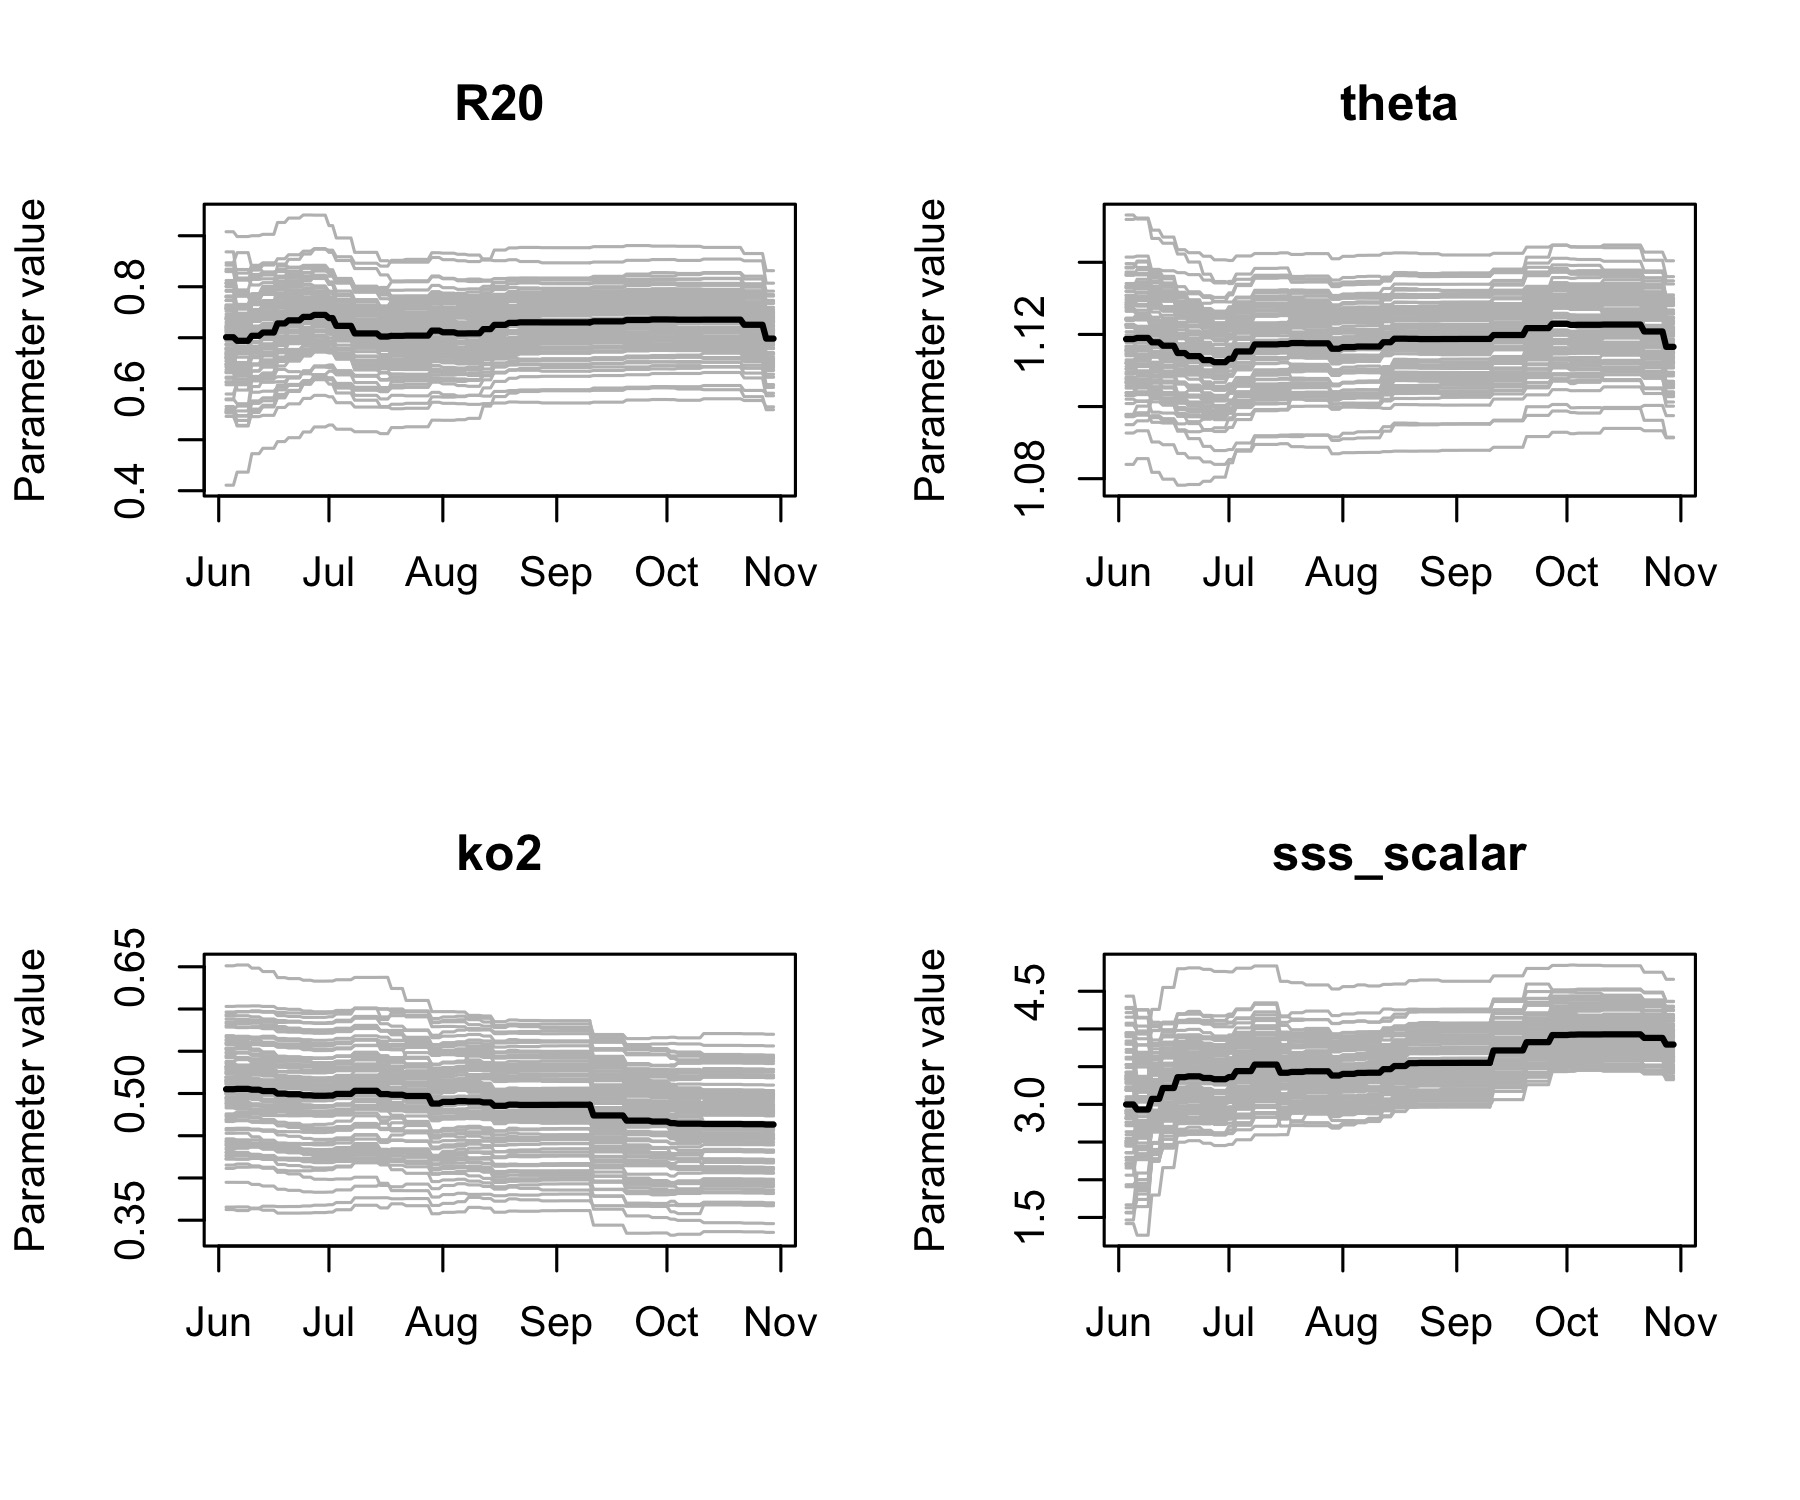 R20
Parameter value
0.8
0.6
0.4
Jun Jul Aug Sep Oct Nov
theta
Parameter value
1.12
1.08
Jun Jul Aug Sep Oct Nov
ko2
Parameter value
0.65
0.50
0.35
Jun Jul Aug Sep Oct Nov
sss_scalar
Parameter value
4.5
3.0
1.5
Jun Jul Aug Sep Oct Nov